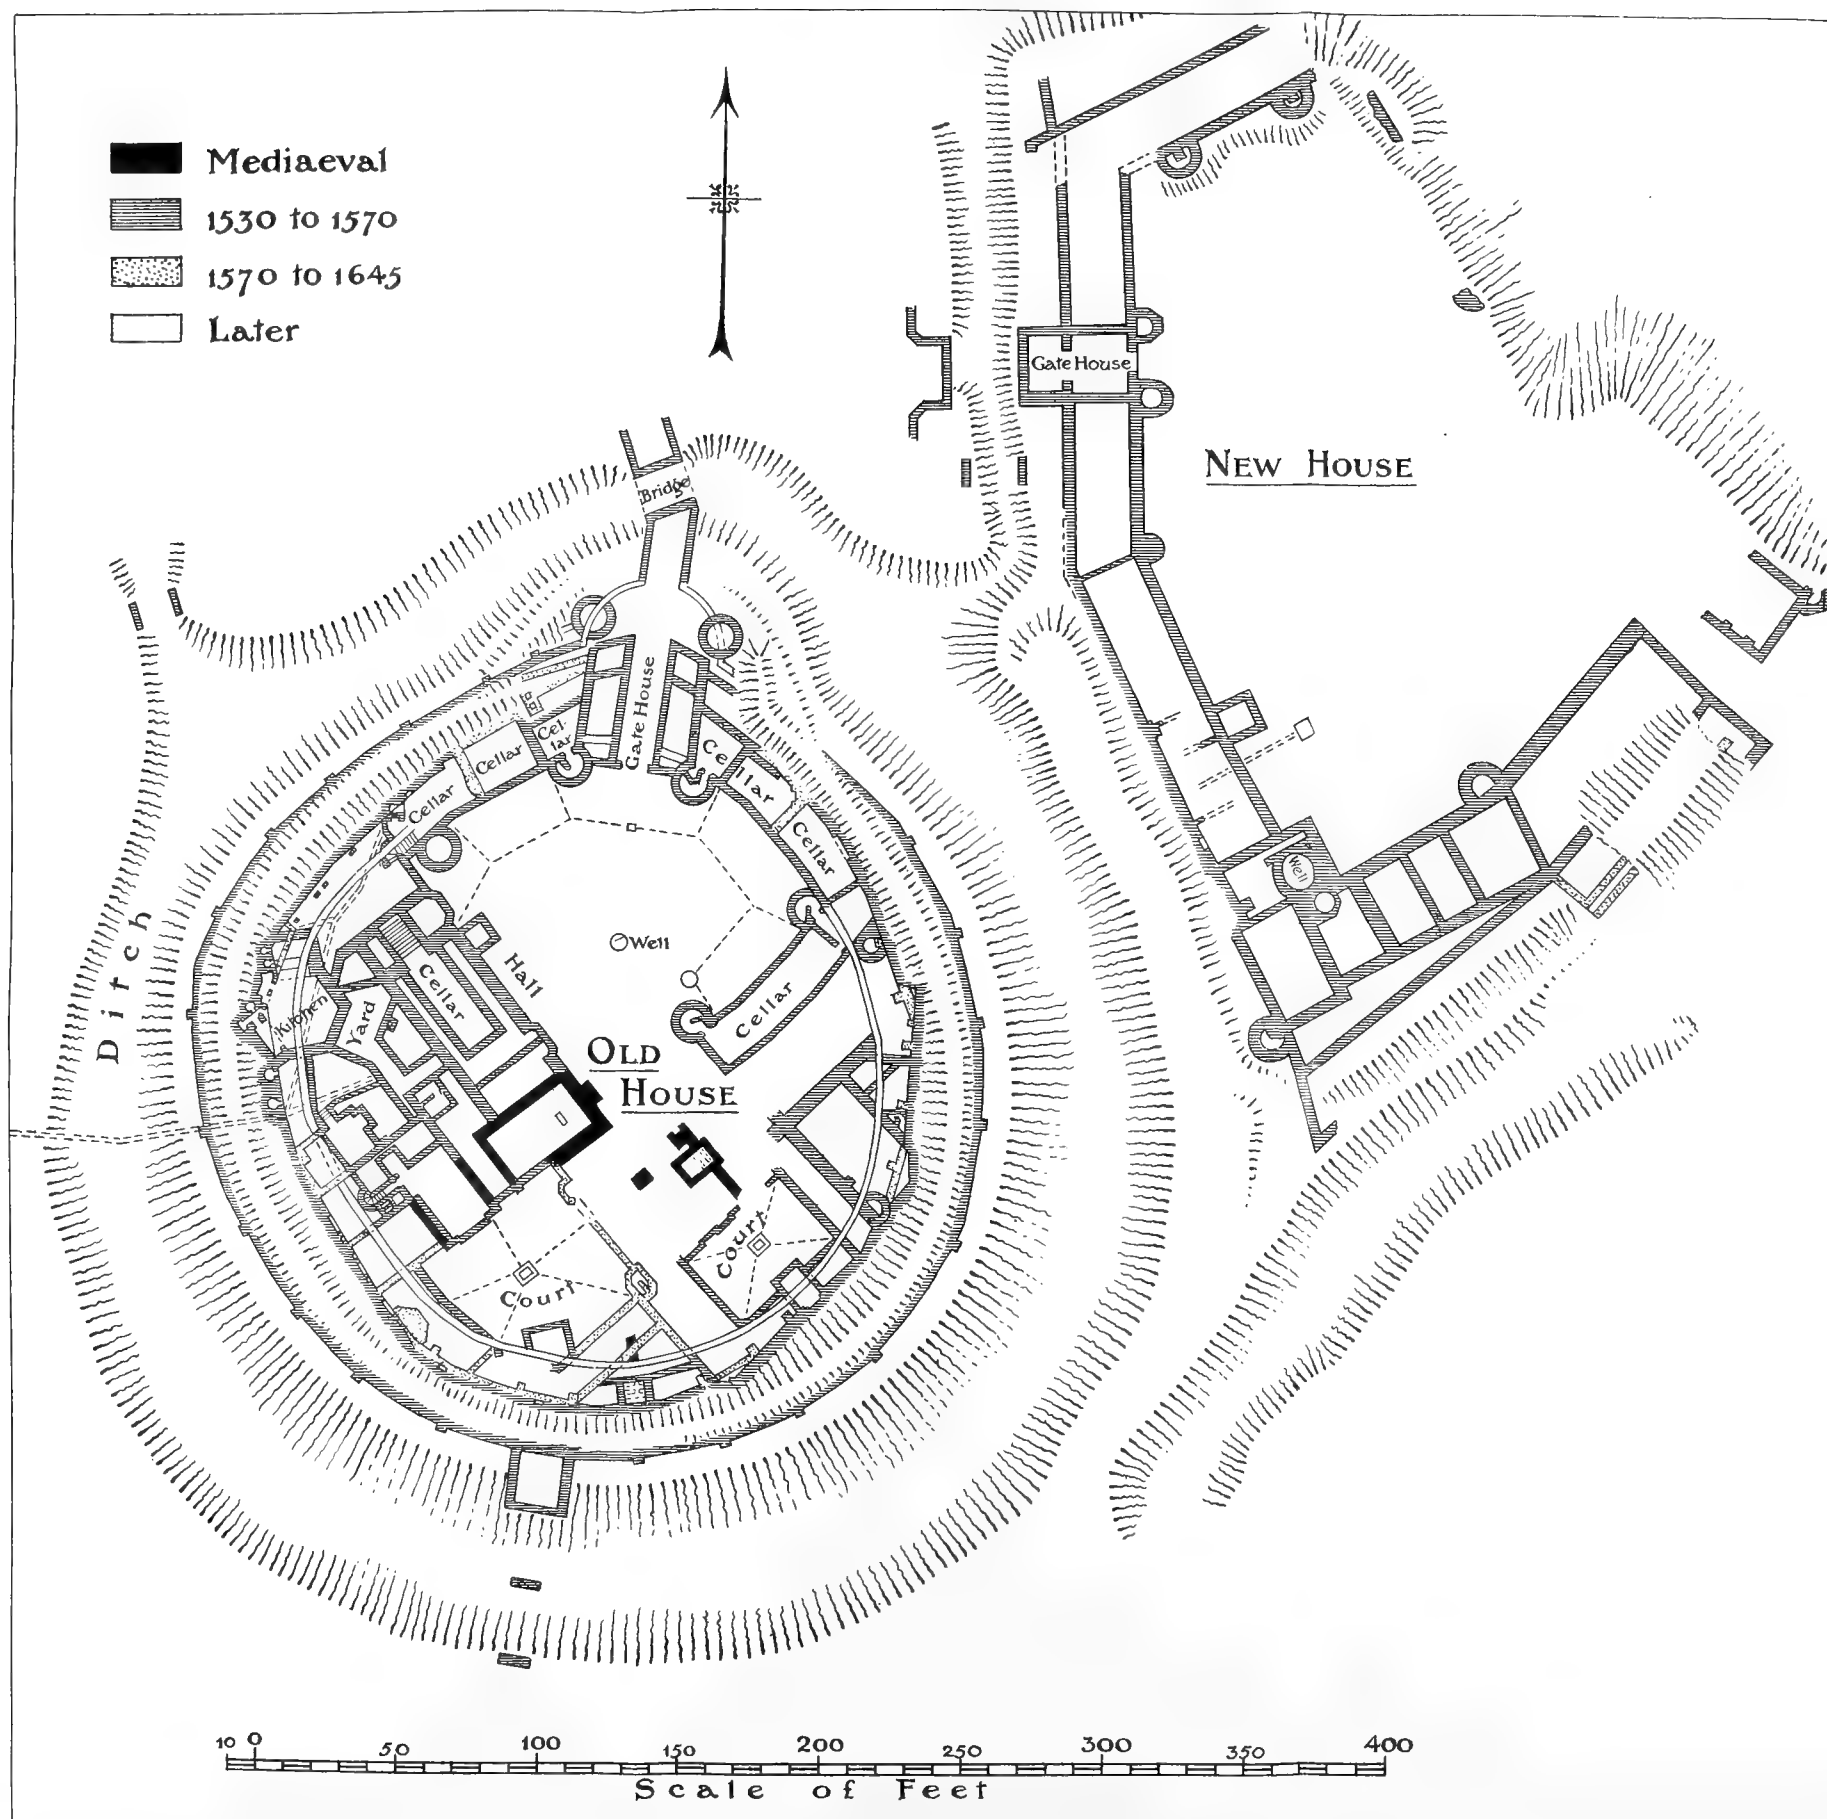 Mediaeval
1530 to 1570
1570 to 1645
Later
Gate House
NEW HOUSE
Bridge
Gate House
Cel-
lar
Cellar
Cellar
Cellar
Cellar
Well
Well
Hall
Cellar
Cellar
Kitchen
Yard
Ditch
OLD
HOUSE
Court
Court
10 0 50 100 150 200 250 300 350 400
Scale of Feet